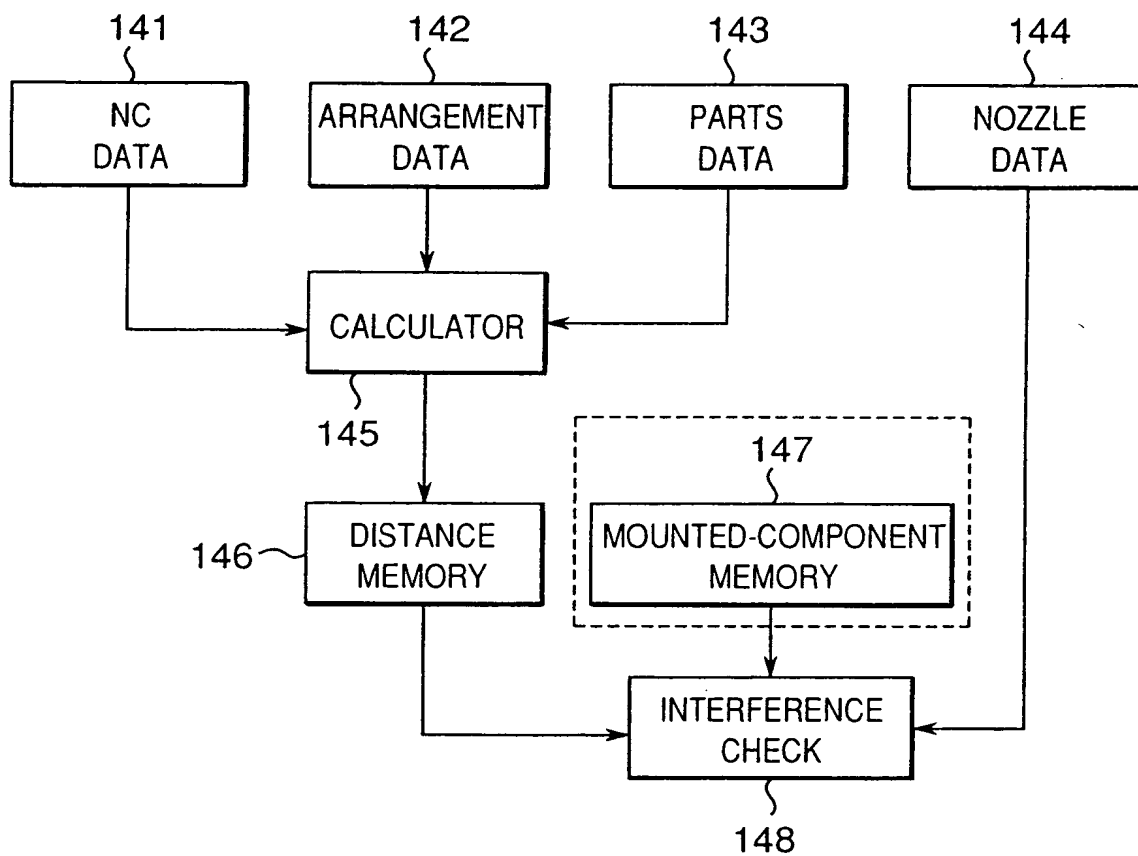 141
142
143
144
NC
DATA
ARRANGEMENT
DATA
PARTS
DATA
NOZZLE
DATA
CALCULATOR
145
147
146
DISTANCE
MEMORY
MOUNTED-COMPONENT
MEMORY
INTERFERENCE
CHECK
148